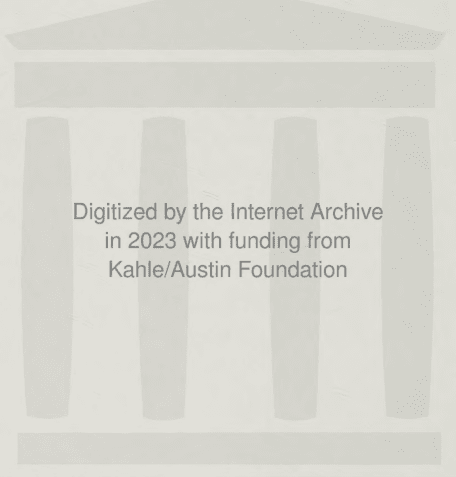 Digitized by the Internet Archive
in 2023 with funding from
Kahle/Austin Foundation